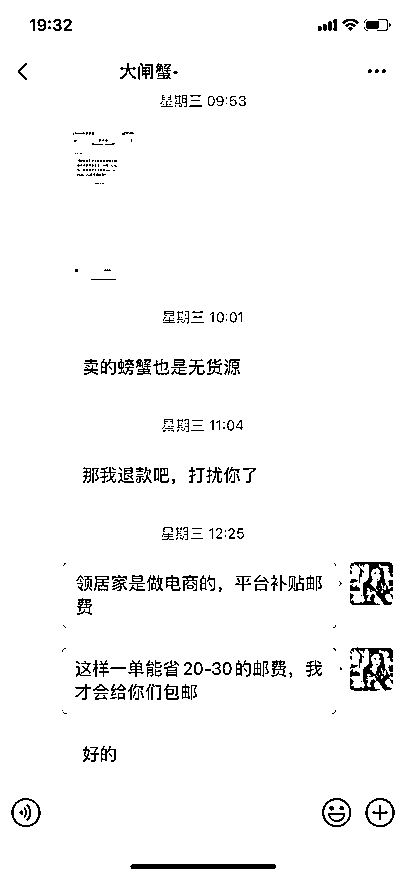 19:32
大闸蟹
星期三 09:53
星期三 10:01
卖的螃蟹也是无货源
星期三 11:04
那我退款吧，打扰你了
星期三 12:25
领居家是做电商的，平台补贴邮
费
这样一单能省20-30的邮费，我
才会给你们包邮
好的